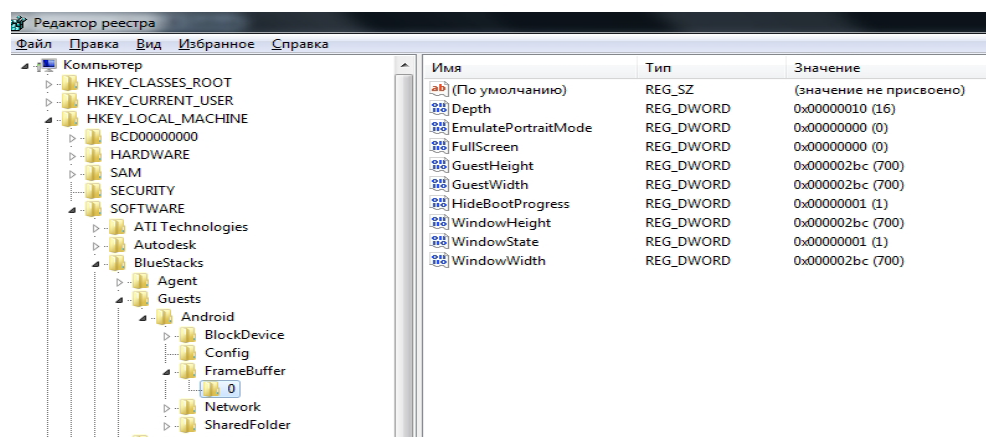 Редактор реестра
Файл Правка Вид Избранное Справка
Компьютер
HKEY_CLASSES_ROOT
HKEY_CURRENT_USER
HKEY_LOCAL_MACHINE
BCD00000000
HARDWARE
SAM
SECURITY
SOFTWARE
ATI Technologies
Autodesk
BlueStacks
Agent
Guests
Android
BlockDevice
Config
FrameBuffer
0
Network
SharedFolder
Имя Тип Значение
ab (По умолчанию) REG_SZ (значение не присвоено)
Depth REG_DWORD 0x00000010 (16)
EmulatePortraitMode REG_DWORD 0x00000000 (0)
FullScreen REG_DWORD 0x00000000 (0)
GuestHeight REG_DWORD 0x000002bc (700)
GuestWidth REG_DWORD 0x000002bc (700)
HideBootProgress REG_DWORD 0x00000001 (1)
WindowHeight REG_DWORD 0x000002bc (700)
WindowState REG_DWORD 0x00000001 (1)
WindowWidth REG_DWORD 0x000002bc (700)